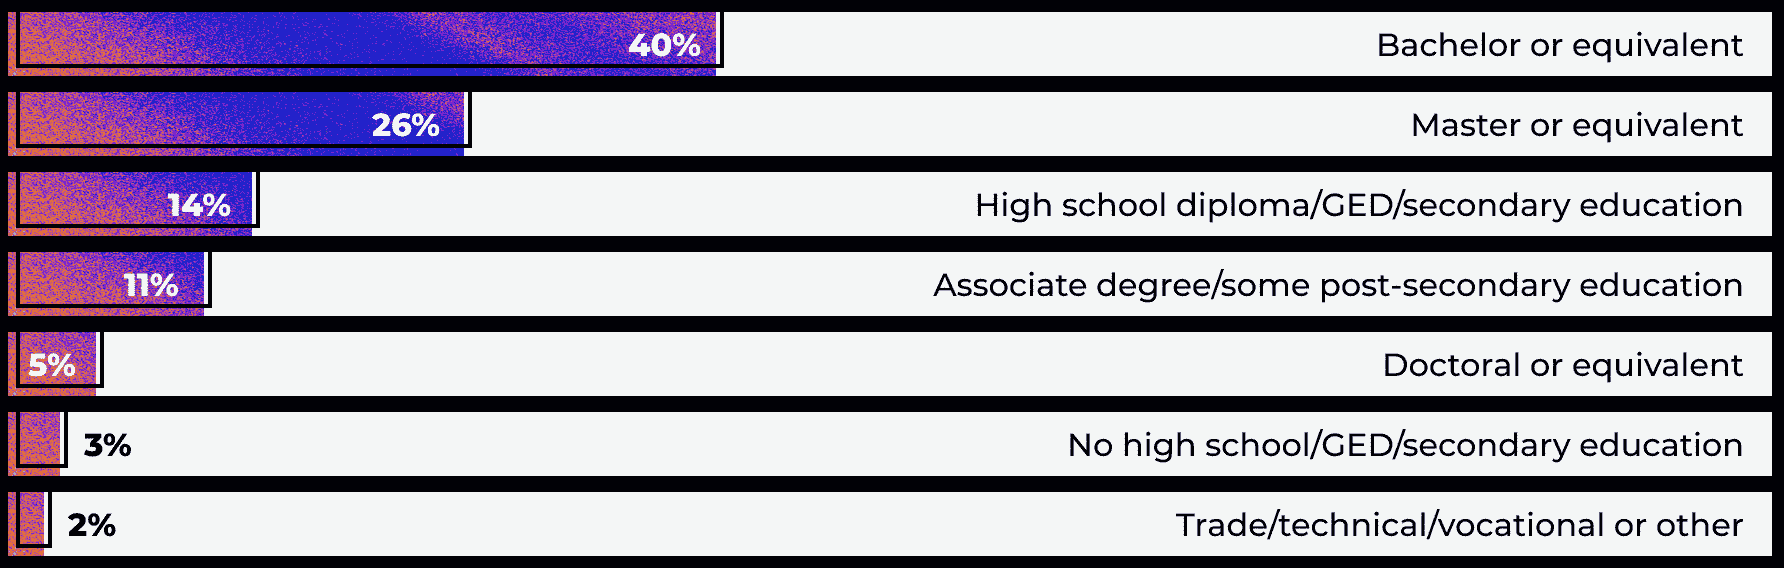 40% Bachelor or equivalent
26% Master or equivalent
14% High school diploma/GED/secondary education
11% Associate degree/some post-secondary education
5% Doctoral or equivalent
3% No high school/GED/secondary education
2% Trade/technical/vocational or other